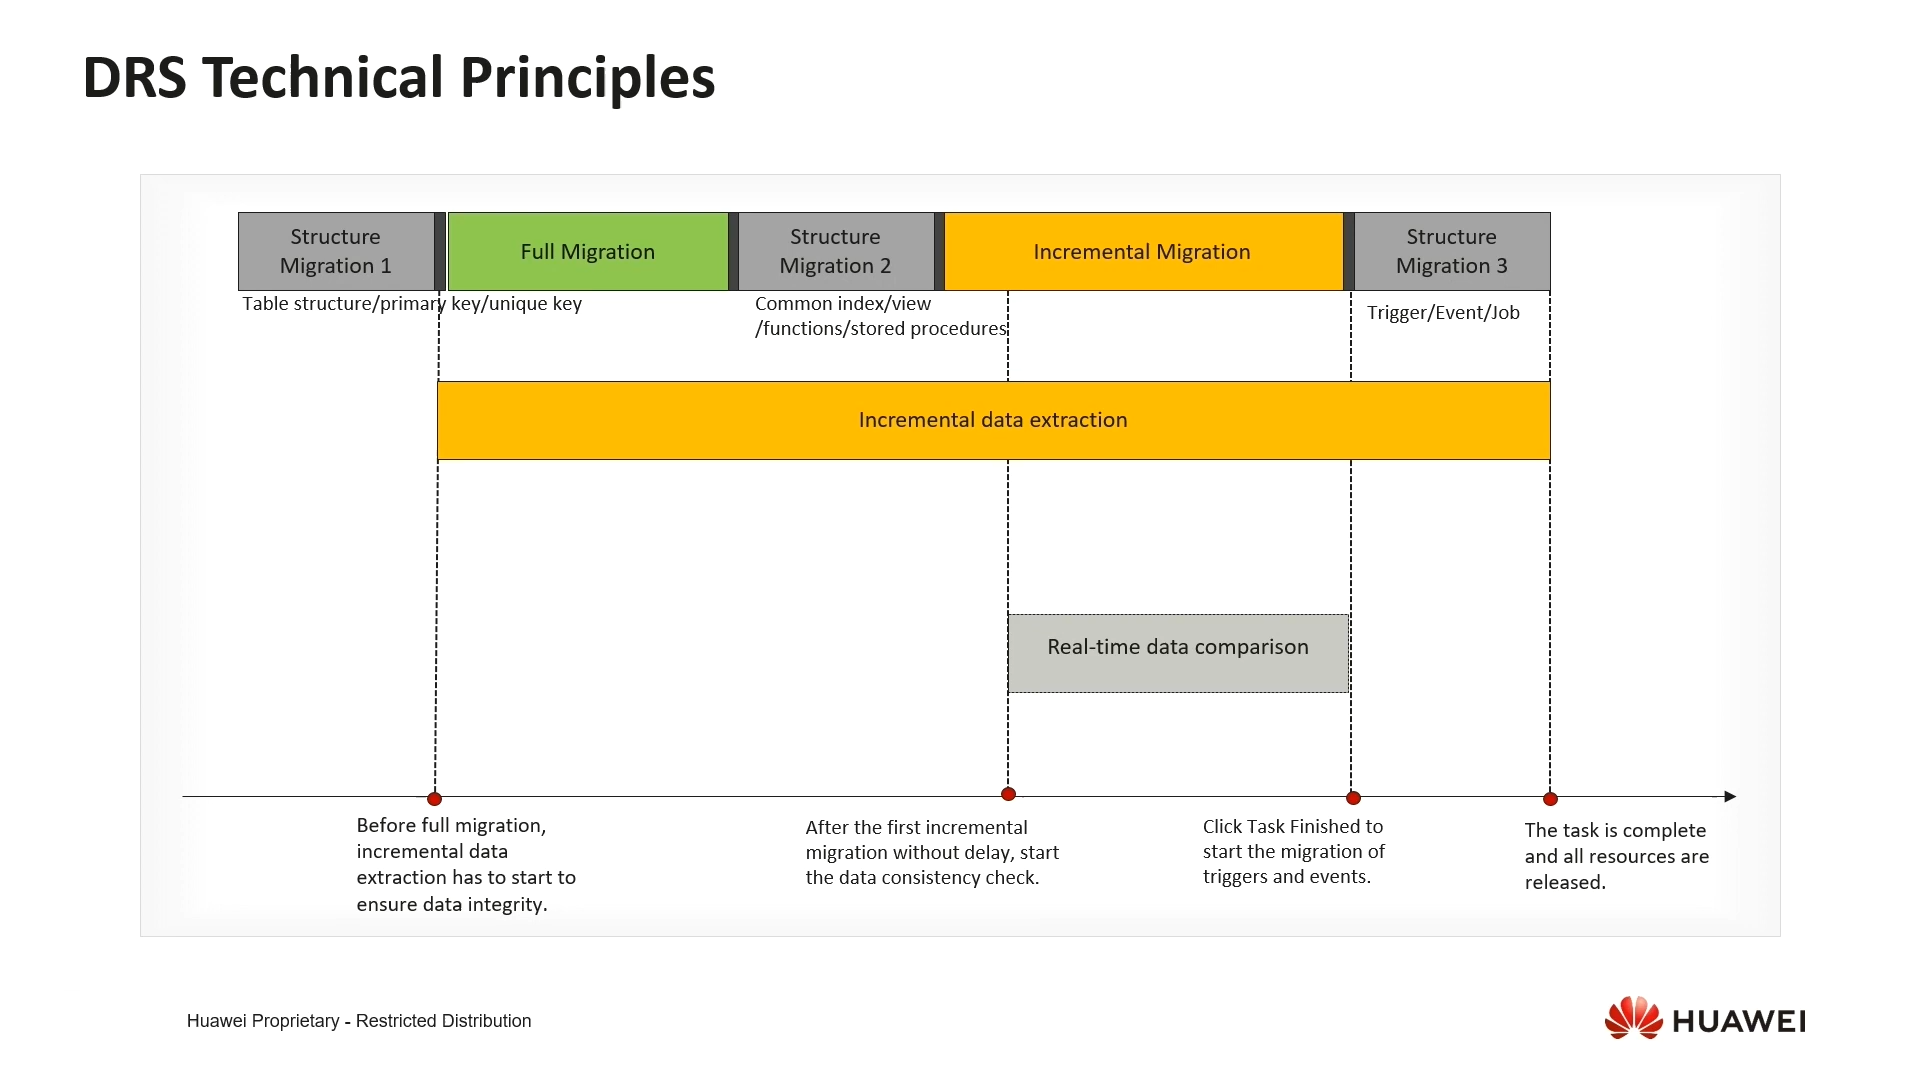 DRS Technical Principles
Structure
Migration 1
Full Migration
Structure
Migration 2
Incremental Migration
Structure
Migration 3
Table structure/primary key/unique key
Common index/view
/functions/stored procedures
Trigger/Event/Job
Incremental data extraction
Real-time data comparison
Before full migration,
incremental data
extraction has to start to
ensure data integrity.
After the first incremental
migration without delay, start
the data consistency check.
Click Task Finished to
start the migration of
triggers and events.
The task is complete
and all resources are
released.
Huawei Proprietary - Restricted Distribution
HUAWEI